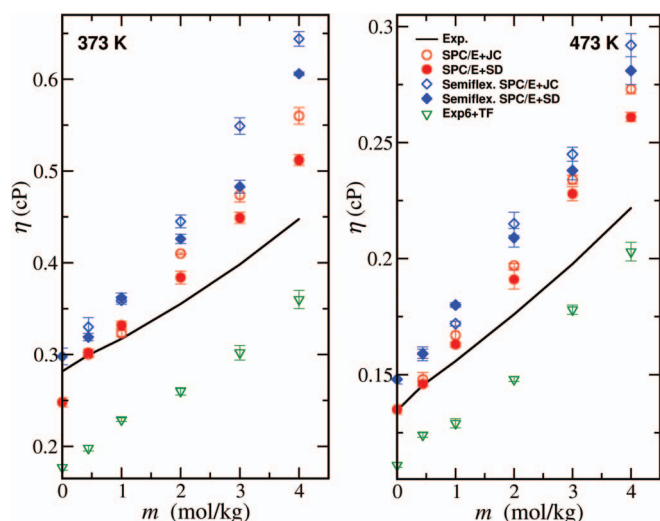 373 K
η (cP)
0.6
0.5
0.4
0.3
0.2
0 1 2 3 4
m (mol/kg)
473 K
Exp.
SPC/E+JC
SPC/E+SD
Semiflex. SPC/E+JC
Semiflex. SPC/E+SD
Exp6+TF
η (cP)
0.3
0.25
0.2
0.15
0 1 2 3 4
m (mol/kg)